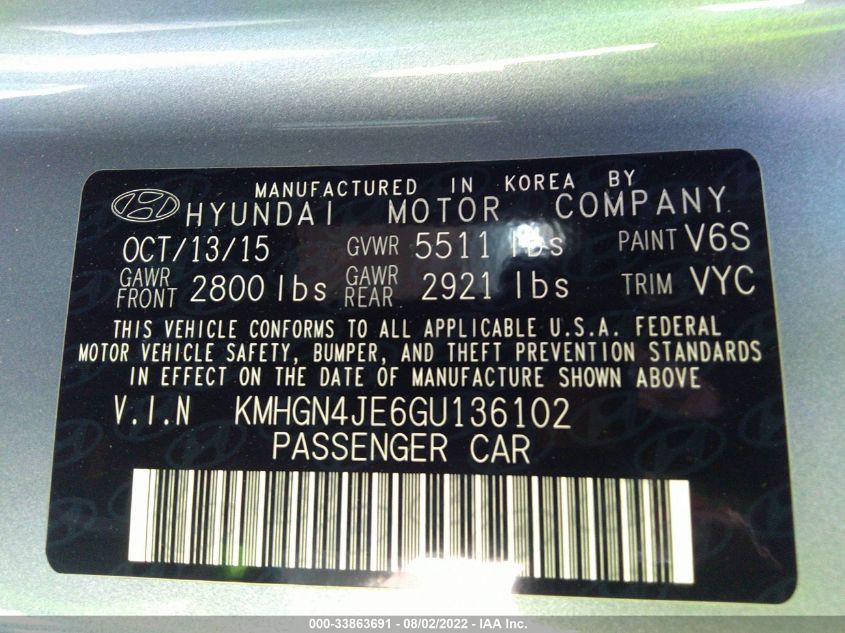 MANUFACTURED IN KOREA BY
HYUNDAI MOTOR COMPANY
OCT/13/15 GVWR 5511 lbs PAINT V6S
GAWR FRONT 2800 lbs GAWR REAR 2921 lbs TRIM VYC
THIS VEHICLE CONFORMS TO ALL APPLICABLE U.S.A. FEDERAL
MOTOR VEHICLE SAFETY, BUMPER, AND THEFT PREVENTION STANDARDS
IN EFFECT ON THE DATE OF MANUFACTURE SHOWN ABOVE
V.I.N KMHGN4JE6GU136102
PASSENGER CAR
000-33863691 - 08/02/2022 - IAA Inc.